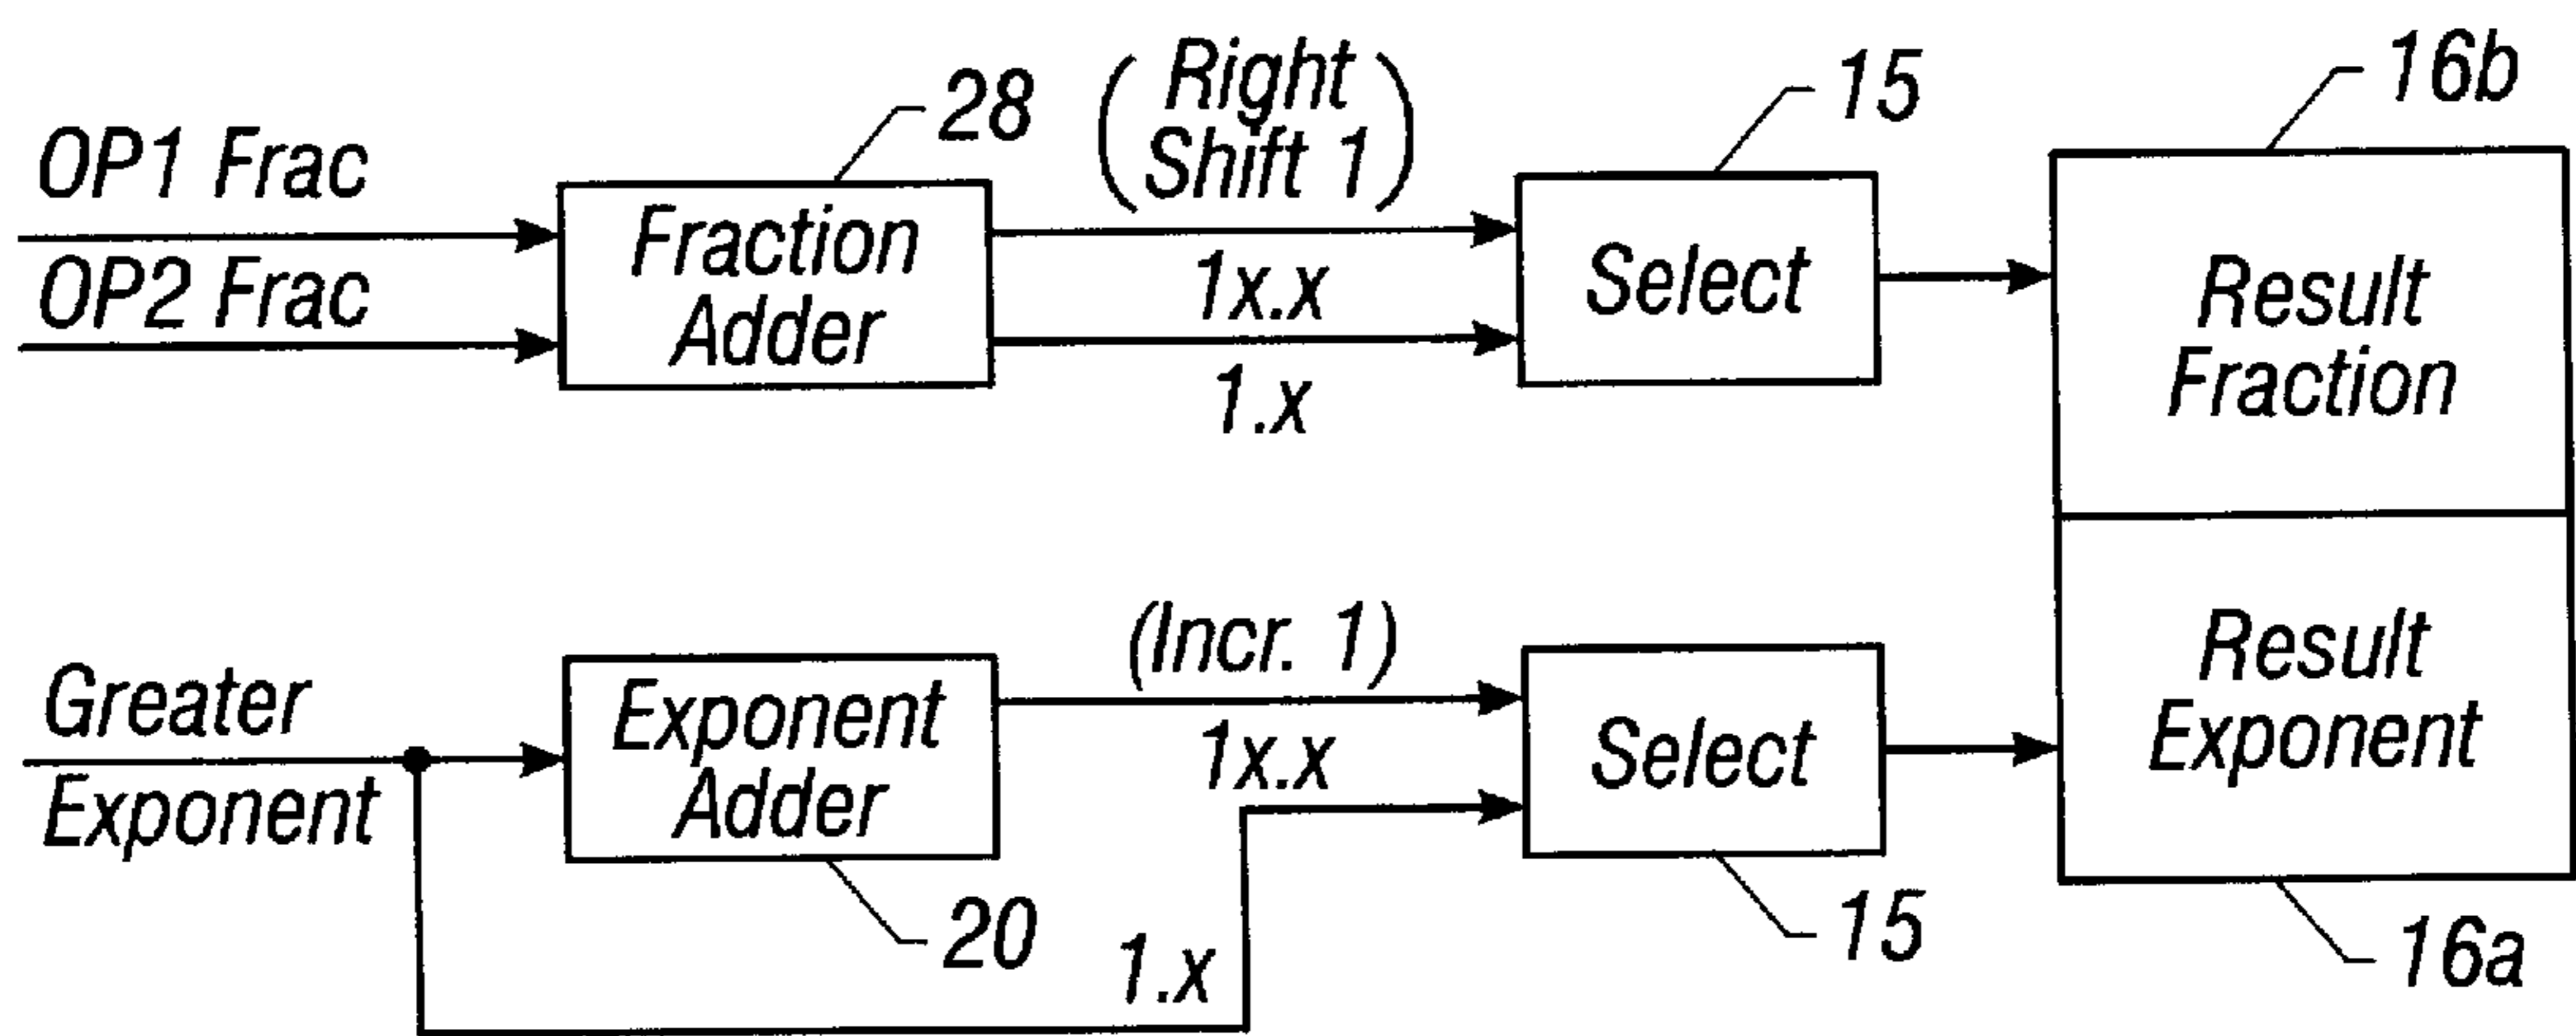 OP1 Frac
OP2 Frac
28
Fraction
Adder
(Right
Shift 1)
1x.x
1.x
15
Select
16b
Result
Fraction
Greater
Exponent
Exponent
Adder
20
(Incr. 1)
1x.x
1.x
Select
15
Result
Exponent
16a